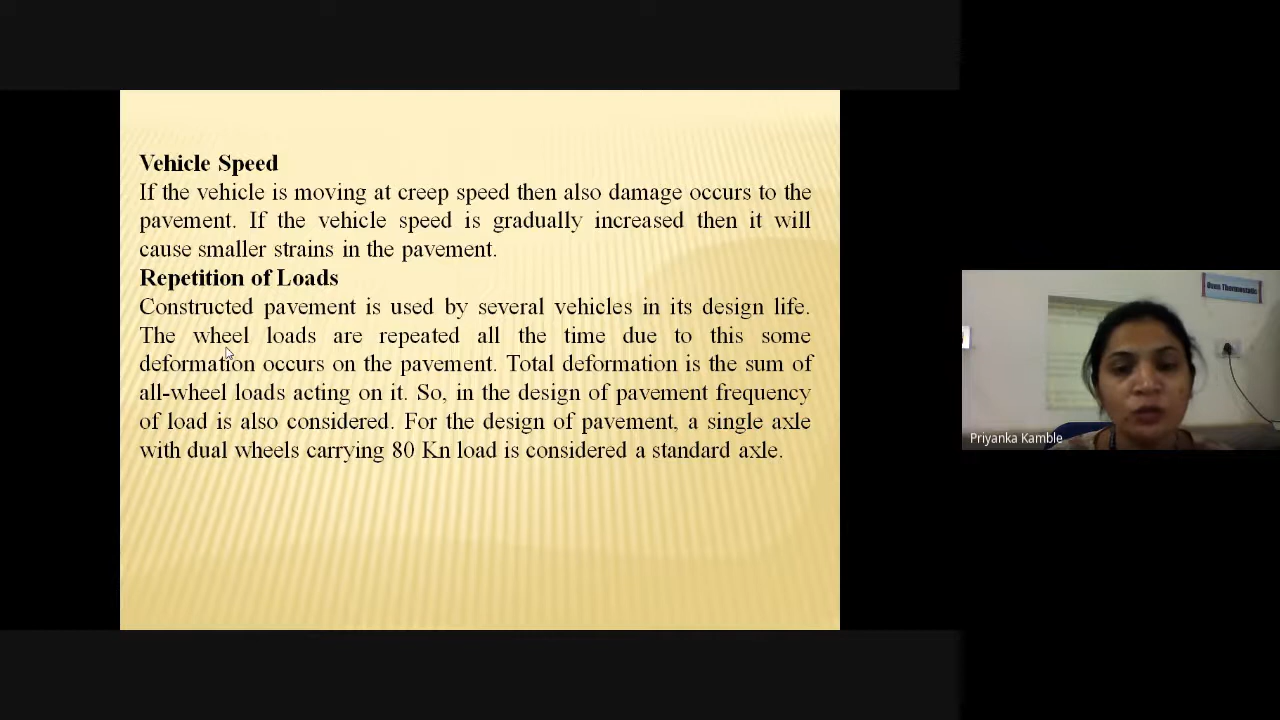 Vehicle Speed
If the vehicle is moving at creep speed then also damage occurs to the
pavement. If the vehicle speed is gradually increased then it will
cause smaller strains in the pavement.
Repetition of Loads
Constructed pavement is used by several vehicles in its design life.
The wheel loads are repeated all the time due to this some
deformation occurs on the pavement. Total deformation is the sum of
all-wheel loads acting on it. So, in the design of pavement frequency
of load is also considered. For the design of pavement, a single axle
with dual wheels carrying 80 Kn load is considered a standard axle.
Priyanka Kamble